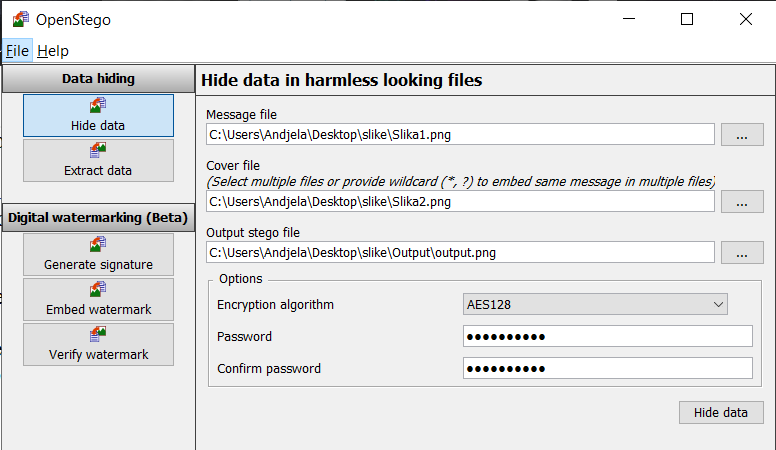 OpenStego
File Help
Data hiding
Hide data
Extract data
Digital watermarking (Beta)
Generate signature
Embed watermark
Verify watermark
Hide data in harmless looking files
Message file
C:\Users\Andjela\Desktop\slike\Slika1.png
...
Cover file
(Select multiple files or provide wildcard (*, ?) to embed same message in multiple files)
C:\Users\Andjela\Desktop\slike\Slika2.png
...
Output stego file
C:\Users\Andjela\Desktop\slike\Output\output.png
...
Options
Encryption algorithm AES128
Password ●●●●●●●●●●
Confirm password ●●●●●●●●●●
Hide data